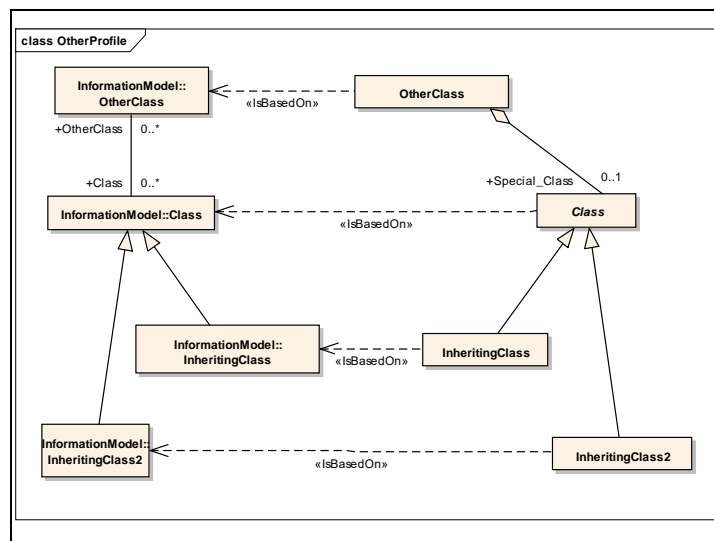 class OtherProfile
InformationModel::
OtherClass
OtherClass
«IsBasedOn»
+OtherClass 0..*
+Class 0..*
+Special_Class 0..1
InformationModel::Class
Class
«IsBasedOn»
InformationModel::
InheritingClass
InheritingClass
«IsBasedOn»
InformationModel::
InheritingClass2
InheritingClass2
«IsBasedOn»